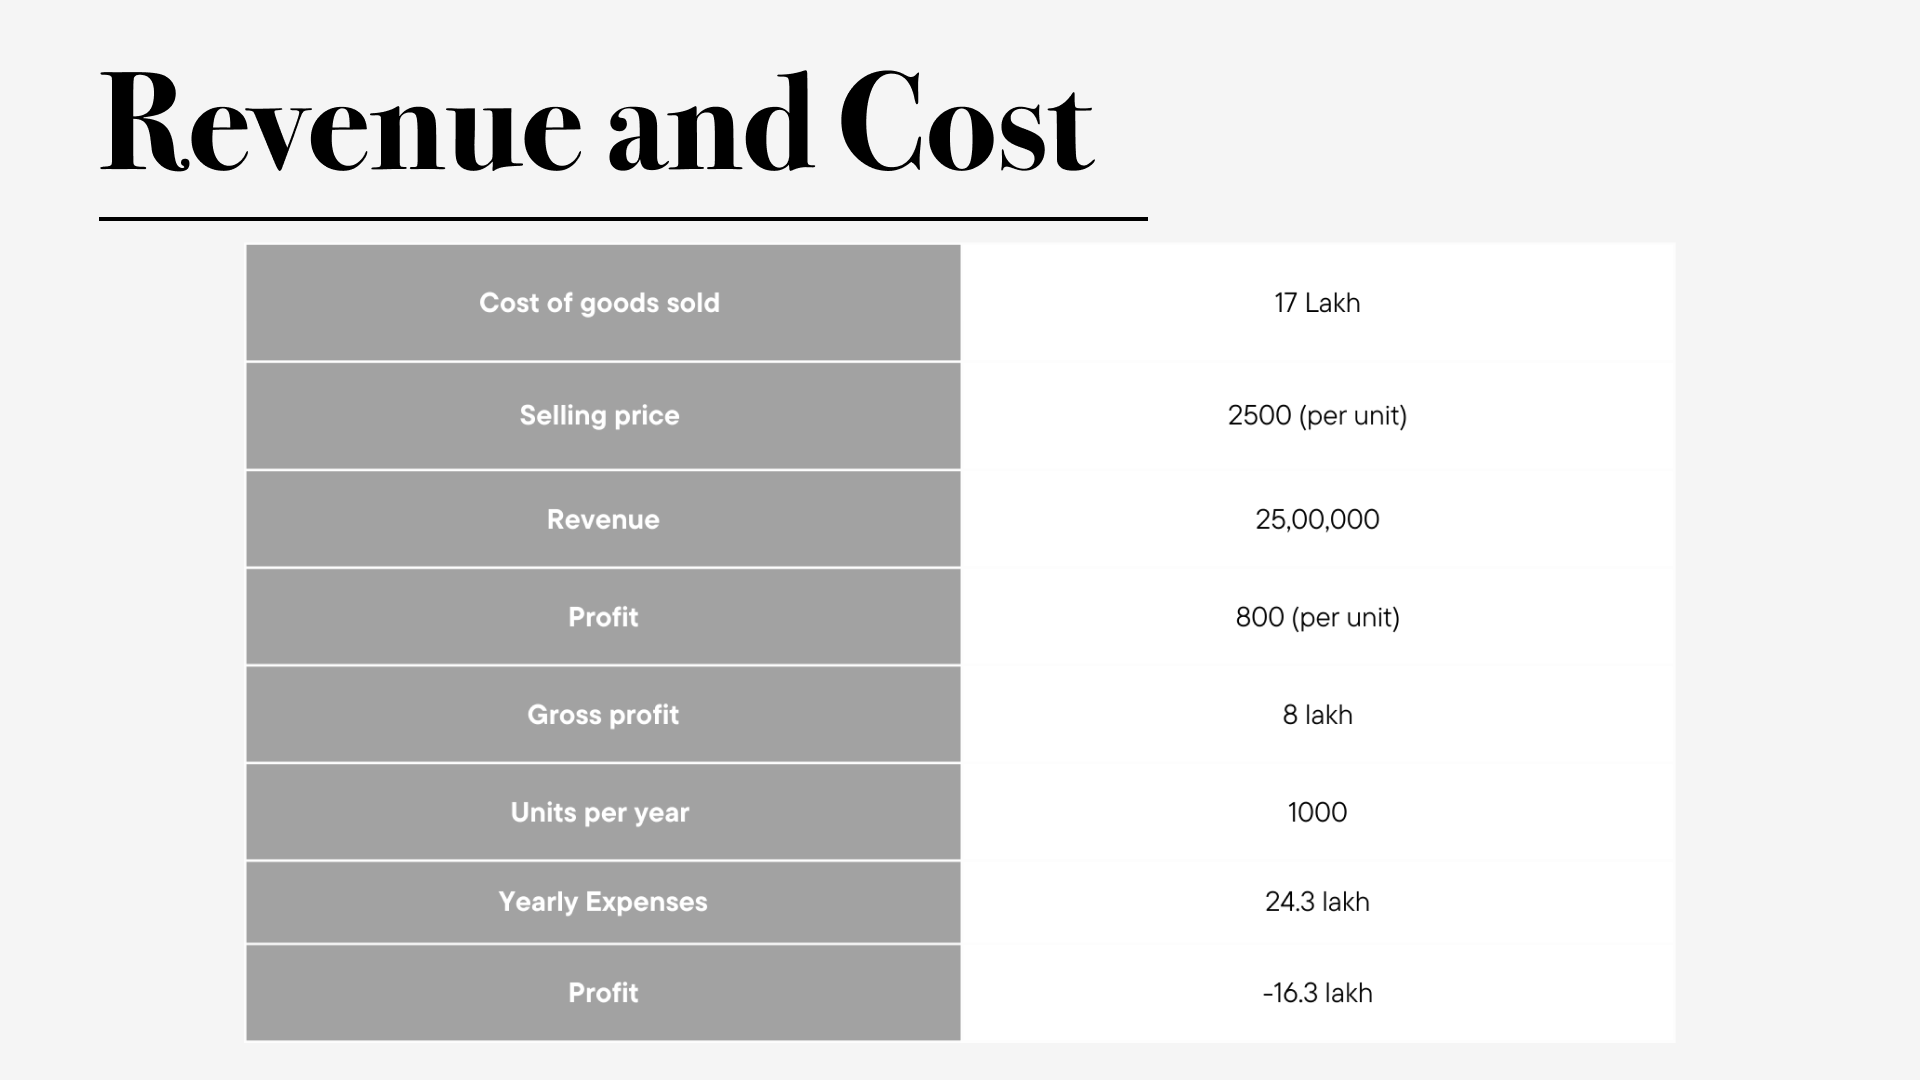 Revenue and Cost
Cost of goods sold 17 Lakh
Selling price 2500 (per unit)
Revenue 25,00,000
Profit 800 (per unit)
Gross profit 8 lakh
Units per year 1000
Yearly Expenses 24.3 lakh
Profit -16.3 lakh